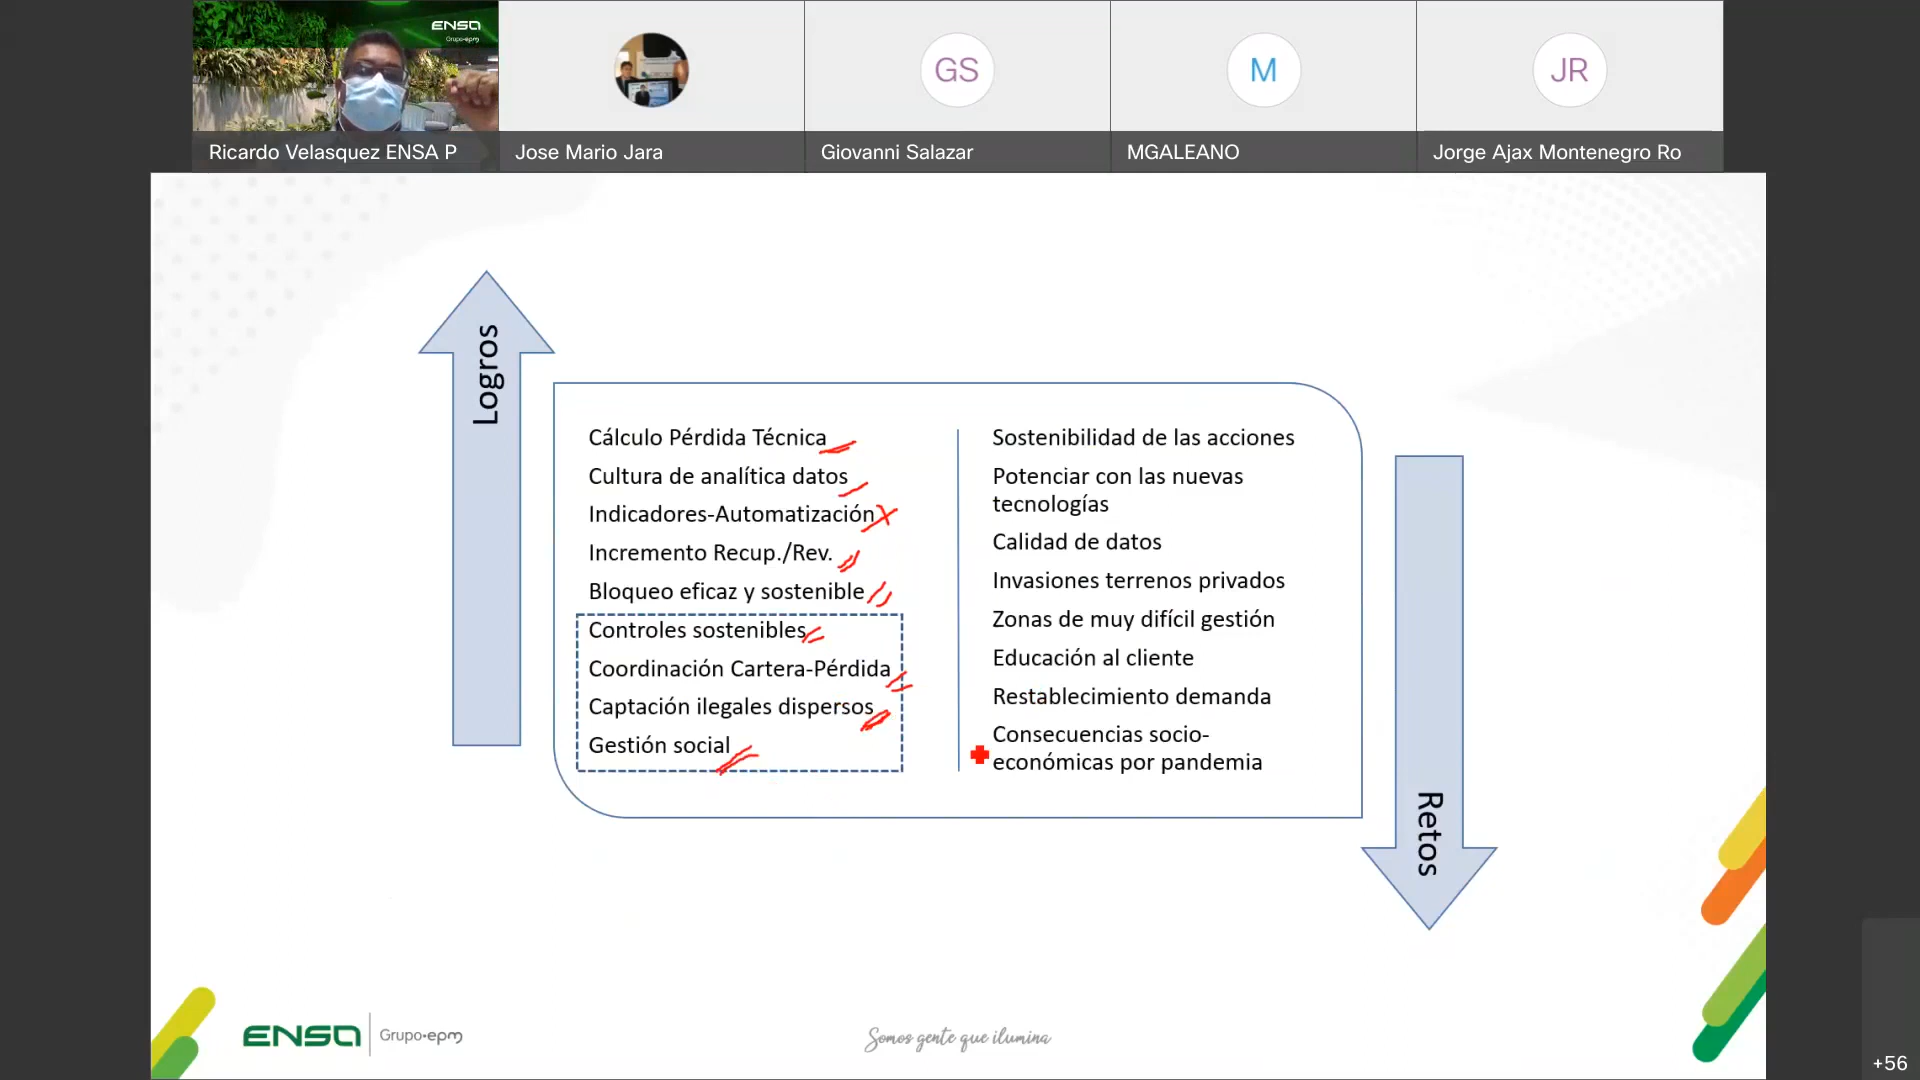 ENSA
Grupo·epm
Ricardo Velasquez ENSA P
Jose Mario Jara
GS
Giovanni Salazar
M
MGALEANO
JR
Jorge Ajax Montenegro Ro
Logros
Cálculo Pérdida Técnica
Cultura de analítica datos
Indicadores-Automatización
Incremento Recup./Rev.
Bloqueo eficaz y sostenible
Controles sostenibles
Coordinación Cartera-Pérdida
Captación ilegales dispersos
Gestión social
Sostenibilidad de las acciones
Potenciar con las nuevas
tecnologías
Calidad de datos
Invasiones terrenos privados
Zonas de muy difícil gestión
Educación al cliente
Restablecimiento demanda
Consecuencias socio-
económicas por pandemia
Retos
ENSA
Grupo·epm
Somos gente que ilumina
+56